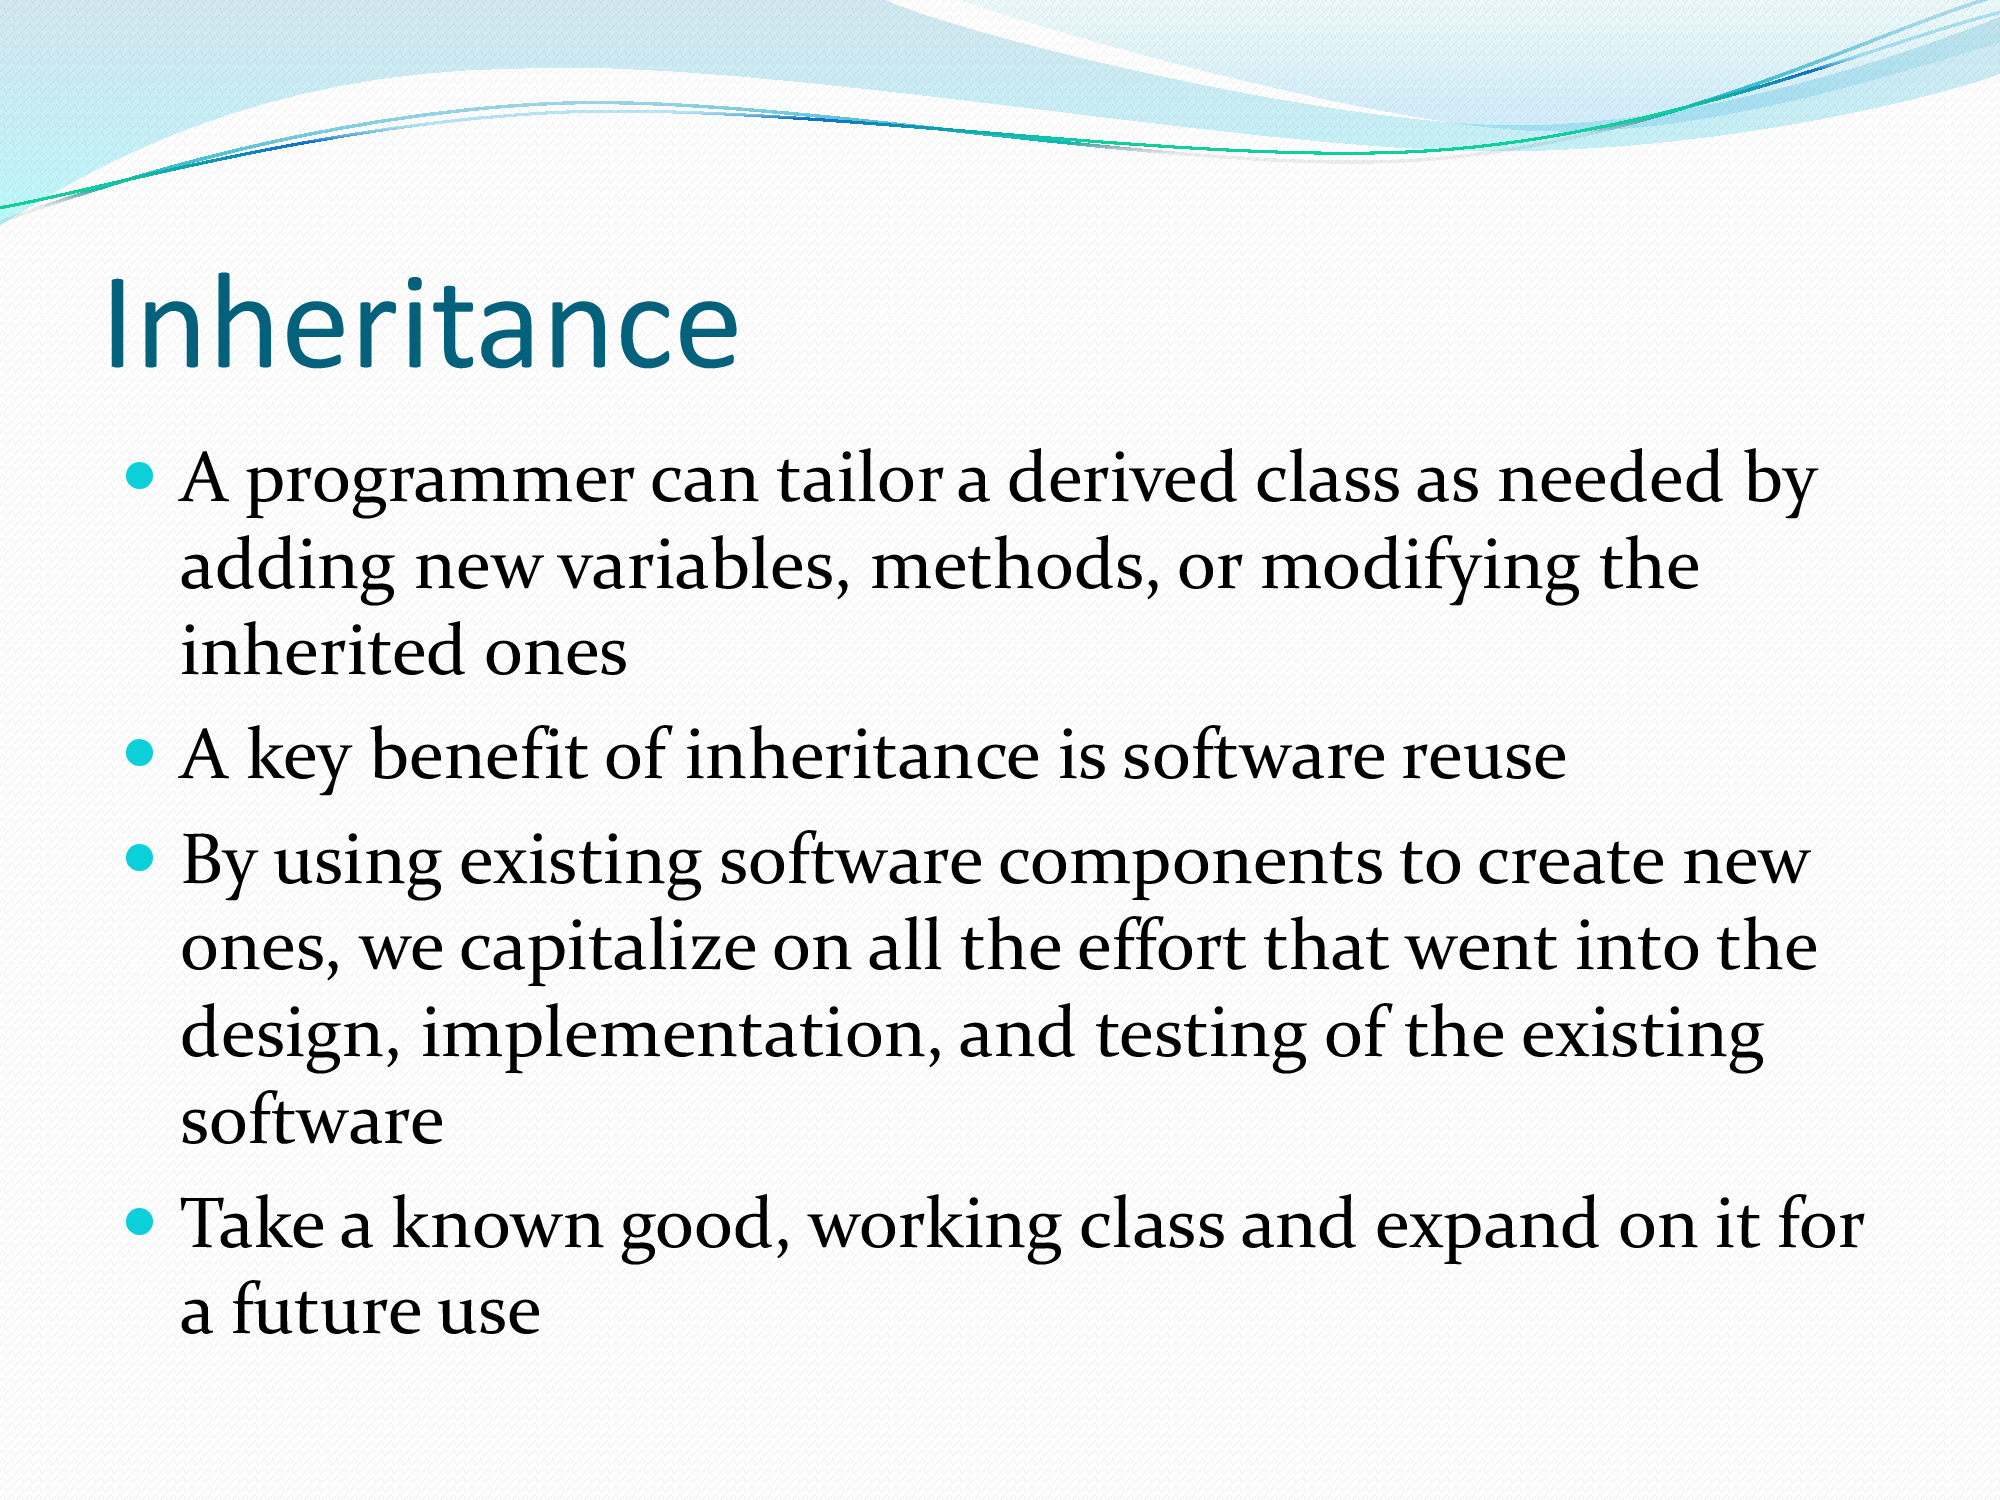 Inheritance
• A programmer can tailor a derived class as needed by
adding new variables, methods, or modifying the
inherited ones
• A key benefit of inheritance is software reuse
• By using existing software components to create new
ones, we capitalize on all the effort that went into the
design, implementation, and testing of the existing
software
• Take a known good, working class and expand on it for
a future use